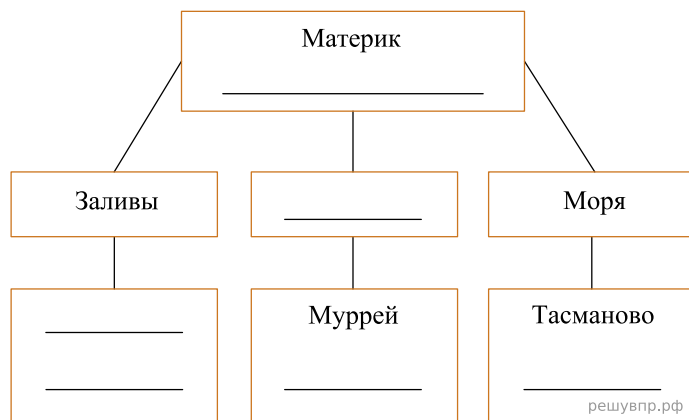 Материк
Заливы
Моря
Муррей
Тасманово
решувпр.рф